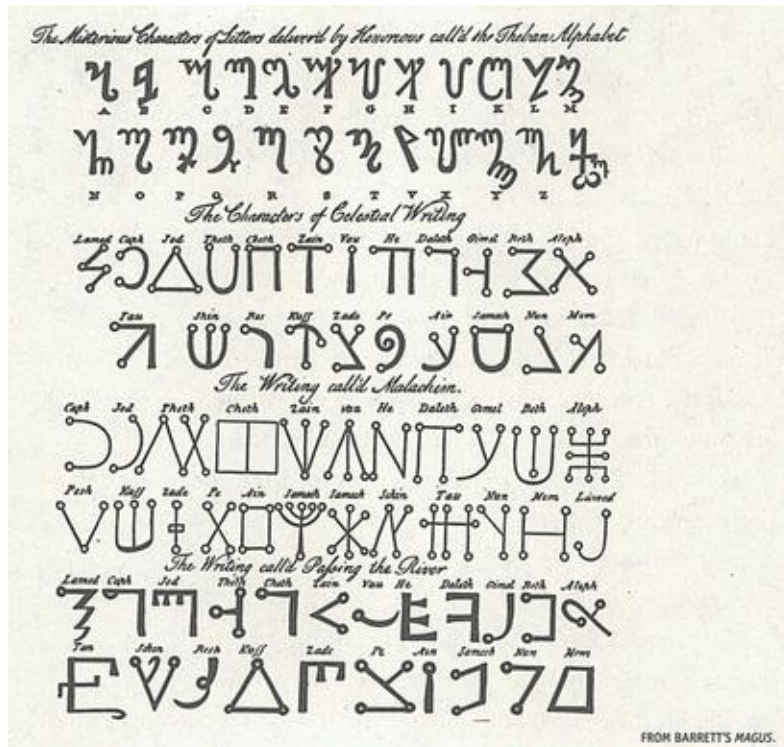 The Misterious Characters of Letters deliver'd by Honorious call'd the Theban Alphabet
A B C D E F G H I K L M
N O P Q R S T V X Y Z
The Characters of Celestial Writing
Lamed Caph Jod Theth Cheth Zain Vau He Daleth Gimel Beth Aleph
Tau Shin Res Kuff Zade Pe Ain Samech Nun Mem
The Writing call'd Malachim.
Caph Jod Theth Cheth Zain vau He Daleth Gimel Beth Aleph
Resh Kuff Zade Pe Ain Samech Samech Schin Tau Nun Mem Lamed
The Writing call'd Passing the River
Lamed Caph Jod Theth Cheth Zain Vau He Daleth Gimel Beth Aleph
Tau Schin Resh Kuff Zade Pe Ain Samech Nun Mem
FROM BARRETT'S MAGUS.